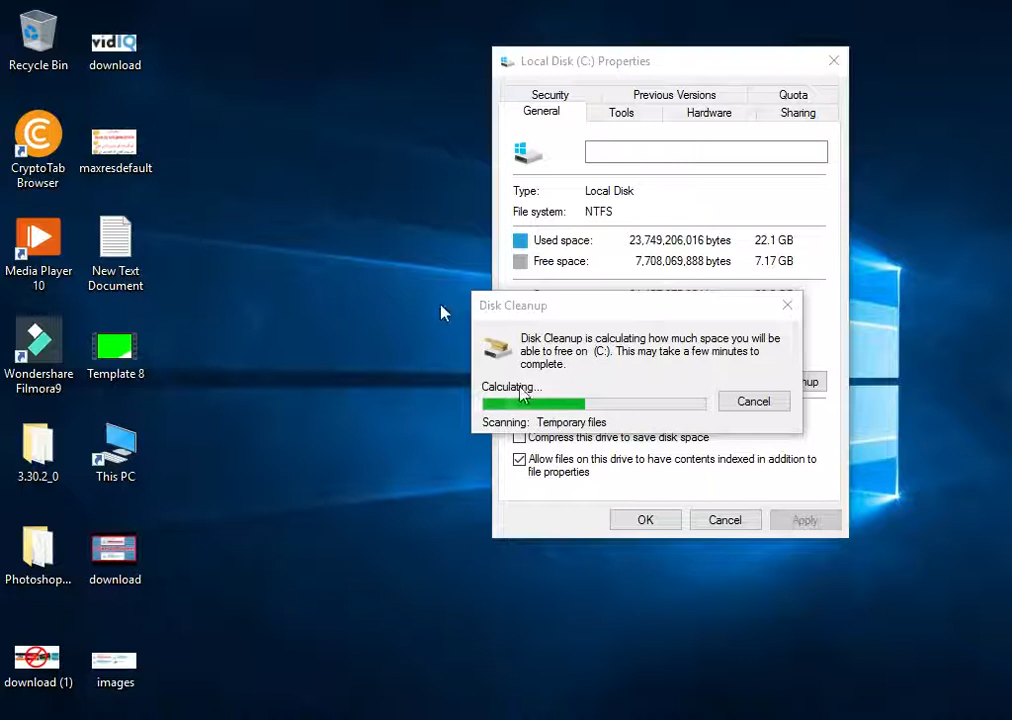 Recycle Bin
vidIQ
download
CryptoTab
Browser
maxresdefault
Media Player
10
New Text
Document
Wondershare
Filmora9
Template 8
3.30.2_0
This PC
Photoshop...
download
download (1)
images
Local Disk (C:) Properties
Security
Previous Versions
Quota
General
Tools
Hardware
Sharing
Type:
Local Disk
File system:
NTFS
Used space:
23,749,206,016 bytes
22.1 GB
Free space:
7,708,069,888 bytes
7.17 GB
Disk Cleanup
Disk Cleanup is calculating how much space you will be
able to free on (C:). This may take a few minutes to
complete.
Calculating...
Cancel
Scanning: Temporary files
Compress this drive to save disk space
Allow files on this drive to have contents indexed in addition to
file properties
OK
Cancel
Apply